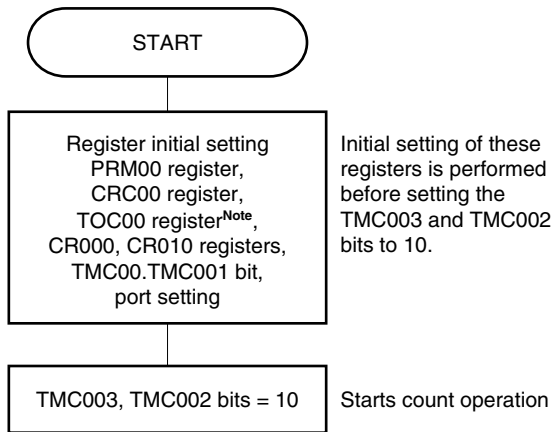 START
Register initial setting
PRM00 register,
CRC00 register,
TOC00 registerNote,
CR000, CR010 registers,
TMC00.TMC001 bit,
port setting
Initial setting of these
registers is performed
before setting the
TMC003 and TMC002
bits to 10.
TMC003, TMC002 bits = 10
Starts count operation